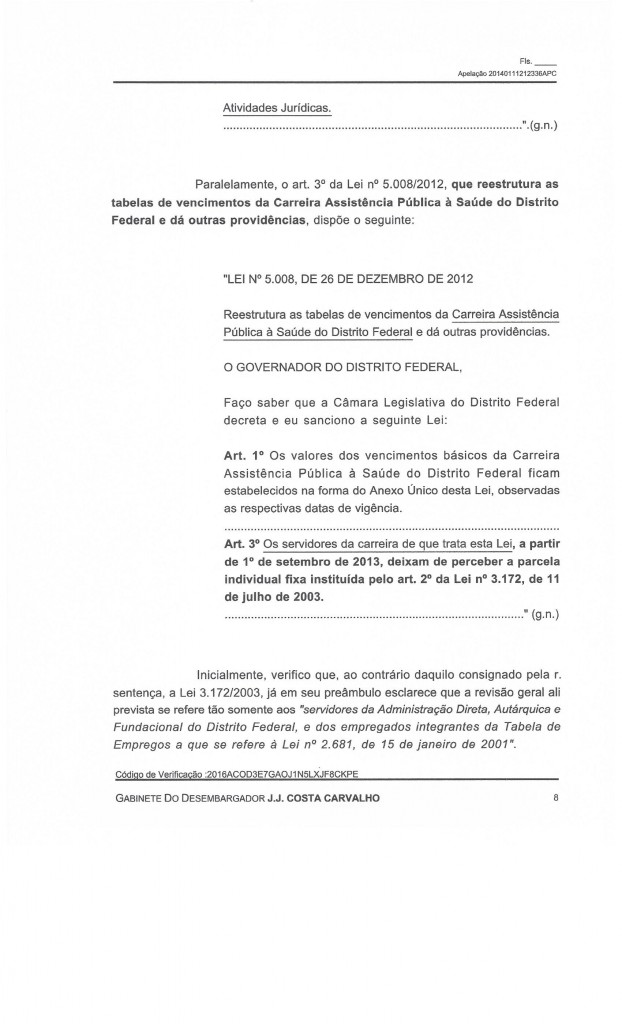 Fls. ____
Apelação 20140111212336APC
Atividades Jurídicas.
...........................................................................................".(g.n.)
Paralelamente, o art. 3º da Lei nº 5.008/2012, que reestrutura as
tabelas de vencimentos da Carreira Assistência Pública à Saúde do Distrito
Federal e dá outras providências, dispõe o seguinte:
"LEI Nº 5.008, DE 26 DE DEZEMBRO DE 2012
Reestrutura as tabelas de vencimentos da Carreira Assistência
Pública à Saúde do Distrito Federal e dá outras providências.
O GOVERNADOR DO DISTRITO FEDERAL,
Faço saber que a Câmara Legislativa do Distrito Federal
decreta e eu sanciono a seguinte Lei:
Art. 1º Os valores dos vencimentos básicos da Carreira
Assistência Pública à Saúde do Distrito Federal ficam
estabelecidos na forma do Anexo Único desta Lei, observadas
as respectivas datas de vigência.
......................................................................................................
Art. 3º Os servidores da carreira de que trata esta Lei, a partir
de 1º de setembro de 2013, deixam de perceber a parcela
individual fixa instituída pelo art. 2º da Lei nº 3.172, de 11
de julho de 2003.
..........................................................................................." (g.n.)
Inicialmente, verifico que, ao contrário daquilo consignado pela r.
sentença, a Lei 3.172/2003, já em seu preâmbulo esclarece que a revisão geral ali
prevista se refere tão somente aos "servidores da Administração Direta, Autárquica e
Fundacional do Distrito Federal, e dos empregados integrantes da Tabela de
Empregos a que se refere à Lei nº 2.681, de 15 de janeiro de 2001".
Código de Verificação :2016ACOD3E7GAOJ1N5LXJF8CKPE
GABINETE DO DESEMBARGADOR J.J. COSTA CARVALHO 8